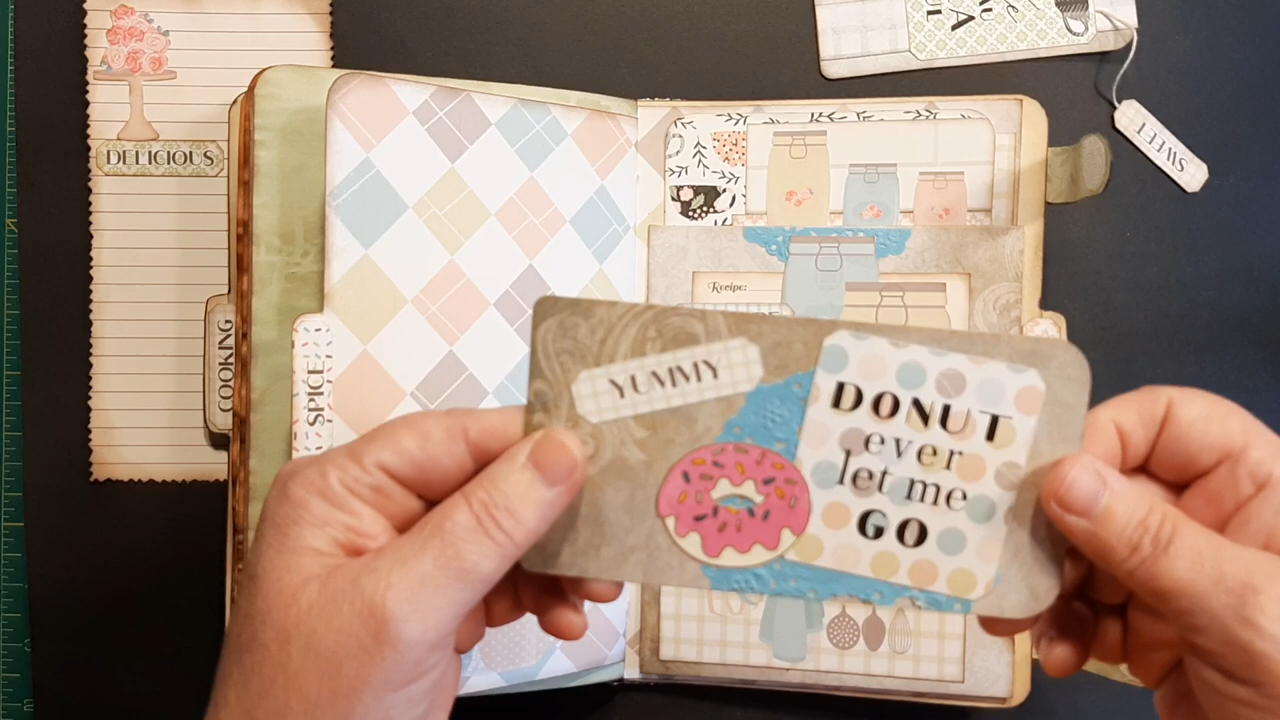 DELICIOUS
SWEET
COOKING
SPICE
Recipe:
YUMMY
DONUT
ever
let me
GO